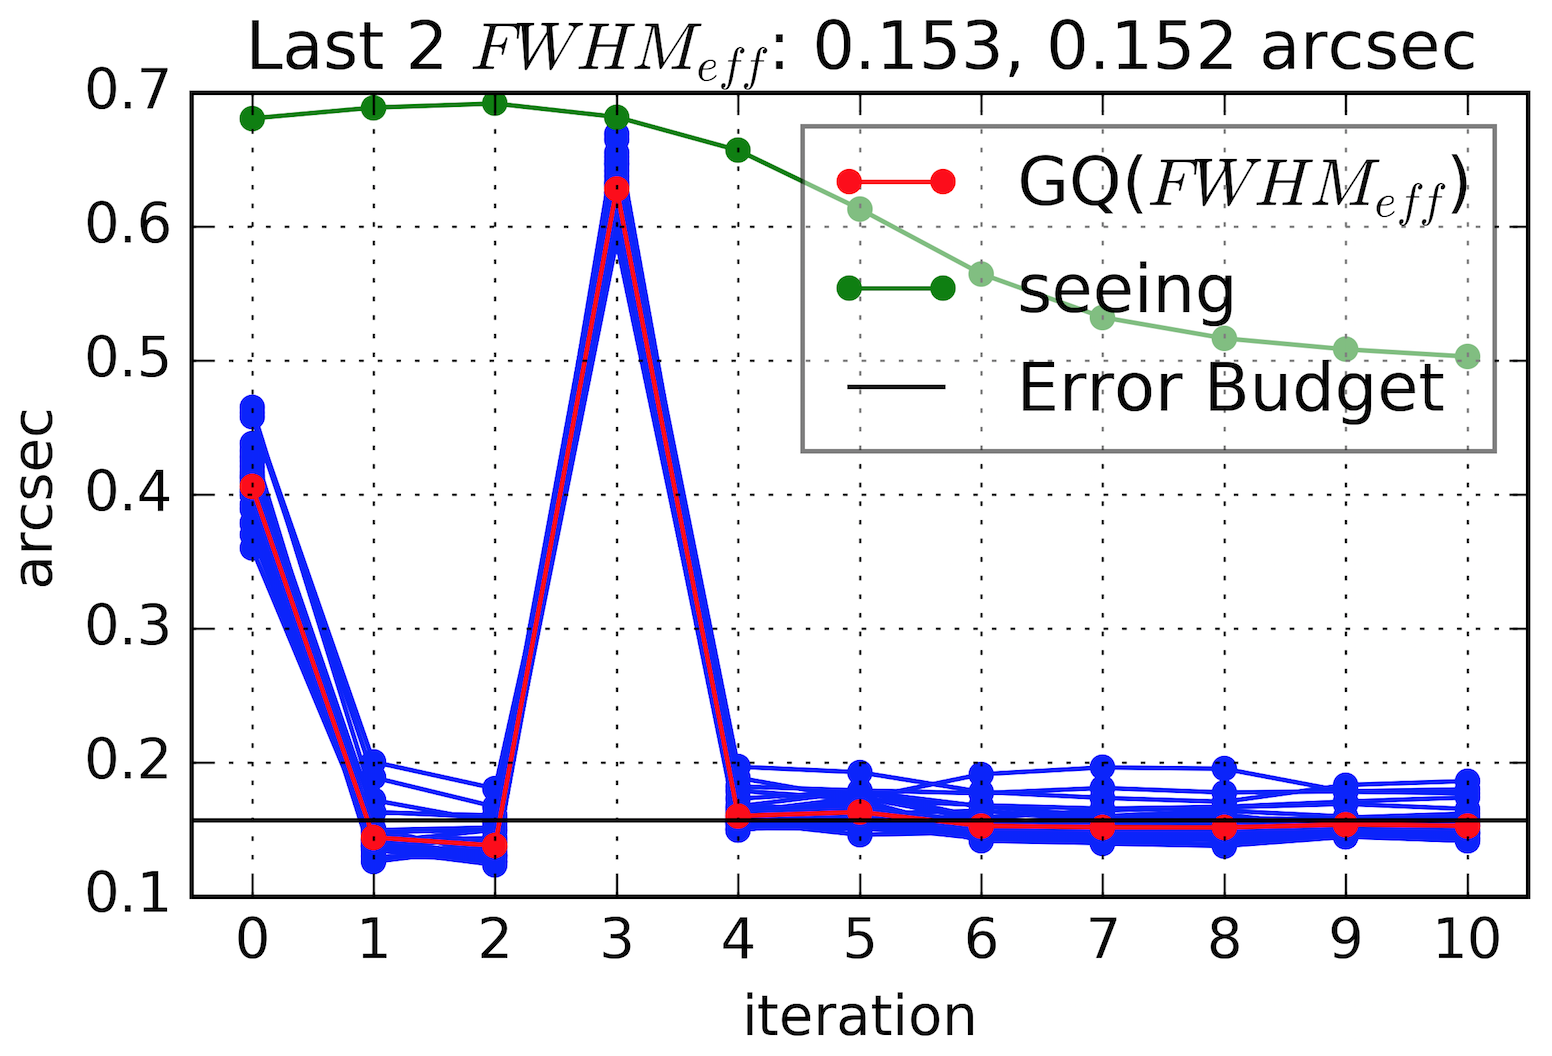 Last 2 FWHM_eff: 0.153, 0.152 arcsec
0.7
0.6
0.5
0.4
0.3
0.2
0.1
arcsec
GQ(FWHM_eff)
seeing
Error Budget
0 1 2 3 4 5 6 7 8 9 10
iteration